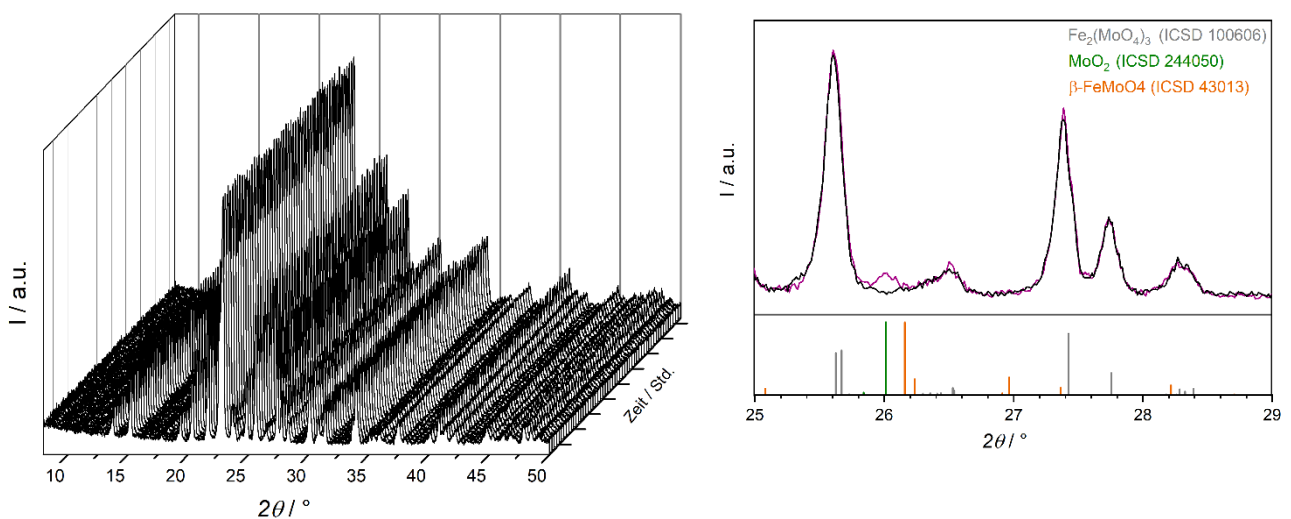 I / a.u.
10 15 20 25 30 35 40 45 50
2θ / °
Zeit / Std.
I / a.u.
Fe₂(MoO₄)₃ (ICSD 100606)
MoO₂ (ICSD 244050)
β-FeMoO4 (ICSD 43013)
25 26 27 28 29
2θ / °